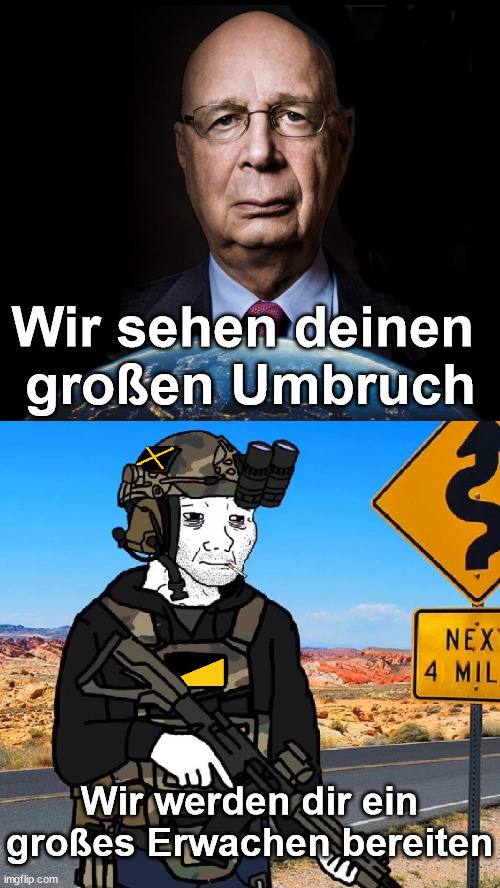 Wir sehen deinen
großen Umbruch
NEX
4 MIL
Wir werden dir ein
großes Erwachen bereiten
imgflip.com